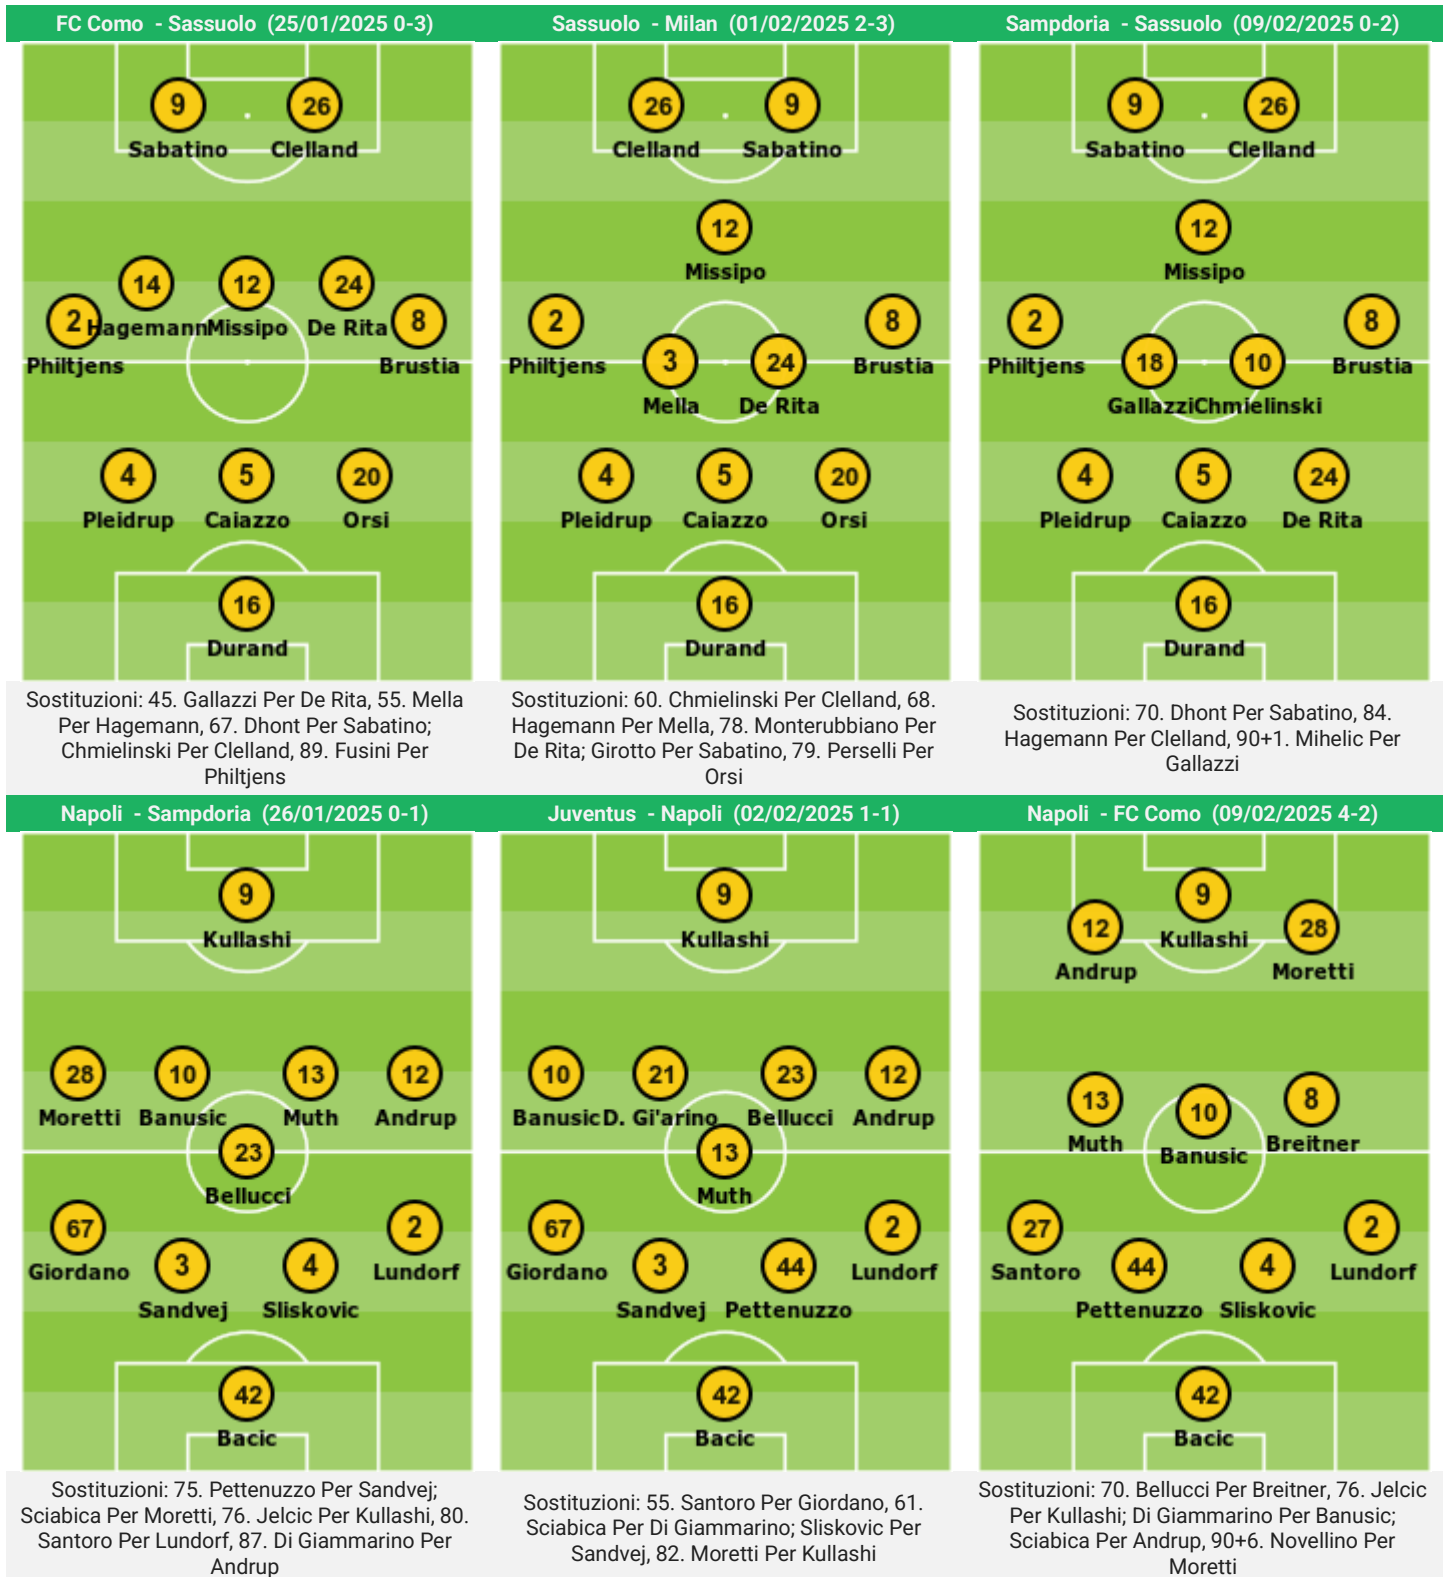 FC Como - Sassuolo (25/01/2025 0-3)
9
26
Sabatino
Clelland
14
12
24
2
8
Hagemann
Missipo
De Rita
Philtjens
Brustia
4
5
20
Pleidrup
Caiazzo
Orsi
16
Durand
Sostituzioni: 45. Gallazzi Per De Rita, 55. Mella
Per Hagemann, 67. Dhont Per Sabatino;
Chmielinski Per Clelland, 89. Fusini Per
Philtjens
Sassuolo - Milan (01/02/2025 2-3)
26
9
Clelland
Sabatino
12
Missipo
2
8
Philtjens
Brustia
3
24
Mella
De Rita
4
5
20
Pleidrup
Caiazzo
Orsi
16
Durand
Sostituzioni: 60. Chmielinski Per Clelland, 68.
Hagemann Per Mella, 78. Monterubbiano Per
De Rita; Girotto Per Sabatino, 79. Perselli Per
Orsi
Sampdoria - Sassuolo (09/02/2025 0-2)
9
26
Sabatino
Clelland
12
Missipo
2
8
Philtjens
Brustia
18
10
Gallazzi
Chmielinski
4
5
24
Pleidrup
Caiazzo
De Rita
16
Durand
Sostituzioni: 70. Dhont Per Sabatino, 84.
Hagemann Per Clelland, 90+1. Mihelic Per
Gallazzi
Napoli - Sampdoria (26/01/2025 0-1)
9
Kullashi
28
10
13
12
Moretti
Banusic
Muth
Andrup
23
Bellucci
67
2
Giordano
Lundorf
3
4
Sandvej
Sliskovic
42
Bacic
Sostituzioni: 75. Pettenuzzo Per Sandvej;
Sciabica Per Moretti, 76. Jelcic Per Kullashi, 80.
Santoro Per Lundorf, 87. Di Giammarino Per
Andrup
Juventus - Napoli (02/02/2025 1-1)
9
Kullashi
10
21
23
12
Banusic
D. Gi'arino
Bellucci
Andrup
13
Muth
67
2
Giordano
Lundorf
3
44
Sandvej
Pettenuzzo
42
Bacic
Sostituzioni: 55. Santoro Per Giordano, 61.
Sciabica Per Di Giammarino; Sliskovic Per
Sandvej, 82. Moretti Per Kullashi
Napoli - FC Como (09/02/2025 4-2)
9
12
28
Kullashi
Andrup
Moretti
13
10
8
Muth
Banusic
Breitner
27
2
Santoro
Lundorf
44
4
Pettenuzzo
Sliskovic
42
Bacic
Sostituzioni: 70. Bellucci Per Breitner, 76. Jelcic
Per Kullashi; Di Giammarino Per Banusic;
Sciabica Per Andrup, 90+6. Novellino Per
Moretti